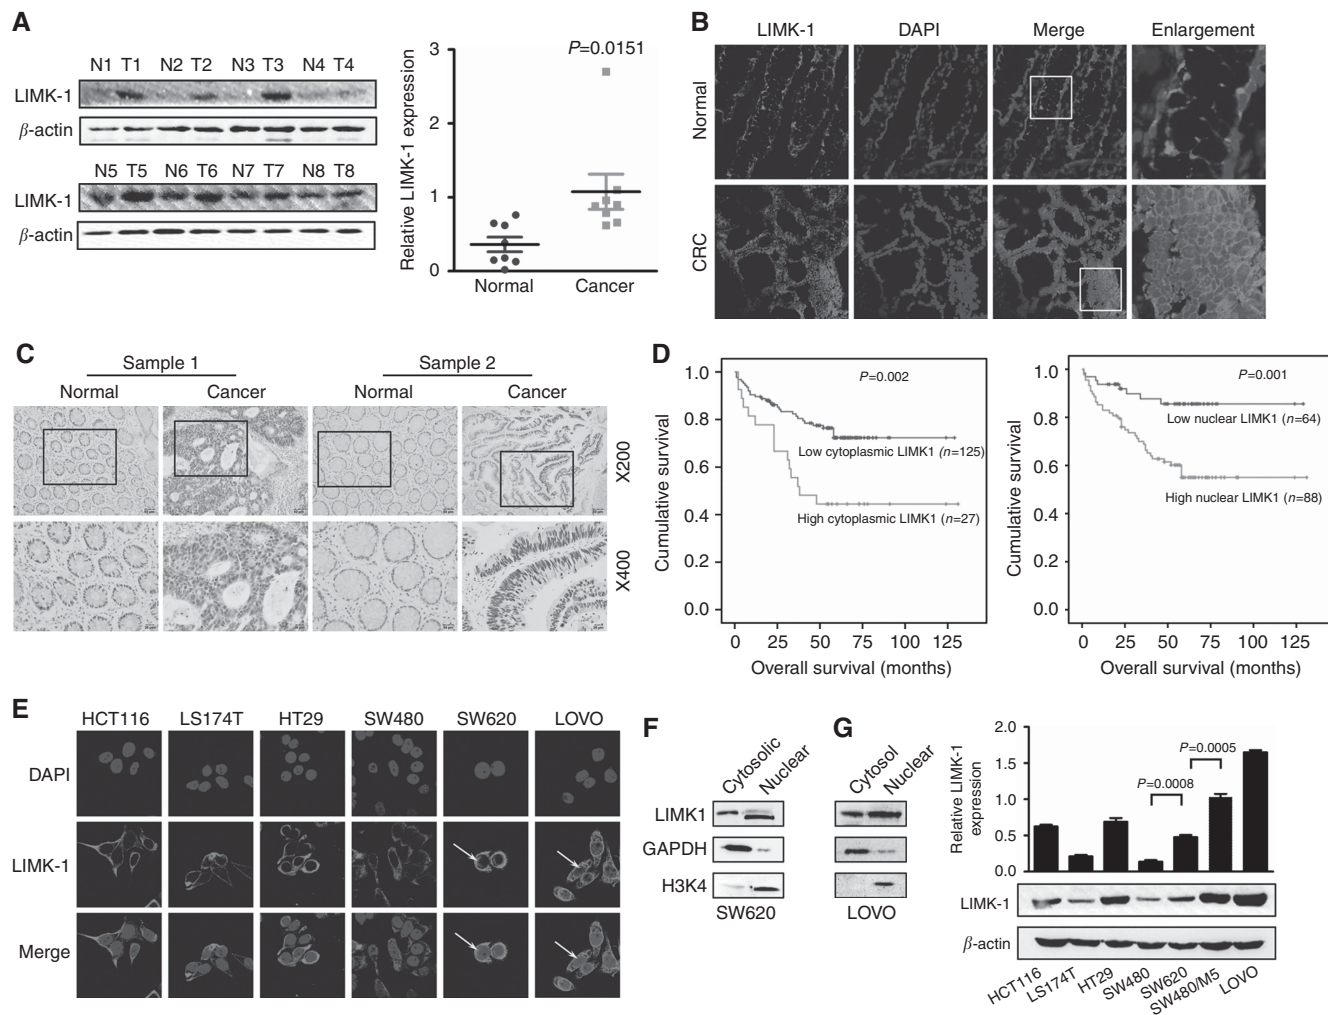 A
N1 T1 N2 T2 N3 T3 N4 T4
LIMK-1
β-actin
N5 T5 N6 T6 N7 T7 N8 T8
LIMK-1
β-actin
Relative LIMK-1 expression
3
2
1
0
P=0.0151
Normal Cancer
B
LIMK-1 DAPI Merge Enlargement
Normal
CRC
C
Sample 1 Sample 2
Normal Cancer Normal Cancer
X200
X400
D
Cumulative survival
1.0
0.8
0.6
0.4
0.2
0.0
P=0.002
Low cytoplasmic LIMK1 (n=125)
High cytoplasmic LIMK1 (n=27)
0 25 50 75 100 125
Overall survival (months)
Cumulative survival
1.0
0.8
0.6
0.4
0.2
0.0
P=0.001
Low nuclear LIMK1 (n=64)
High nuclear LIMK1 (n=88)
0 25 50 75 100 125
Overall survival (months)
E
HCT116 LS174T HT29 SW480 SW620 LOVO
DAPI
LIMK-1
Merge
F
Cytosolic
Nuclear
LIMK1
GAPDH
H3K4
SW620
G
Cytosol
Nuclear
LOVO
Relative LIMK-1
expression
2.0
1.5
1.0
0.5
0.0
P=0.0008
P=0.0005
LIMK-1
β-actin
HCT116
LS174T
HT29
SW480
SW620
SW480/M5
LOVO